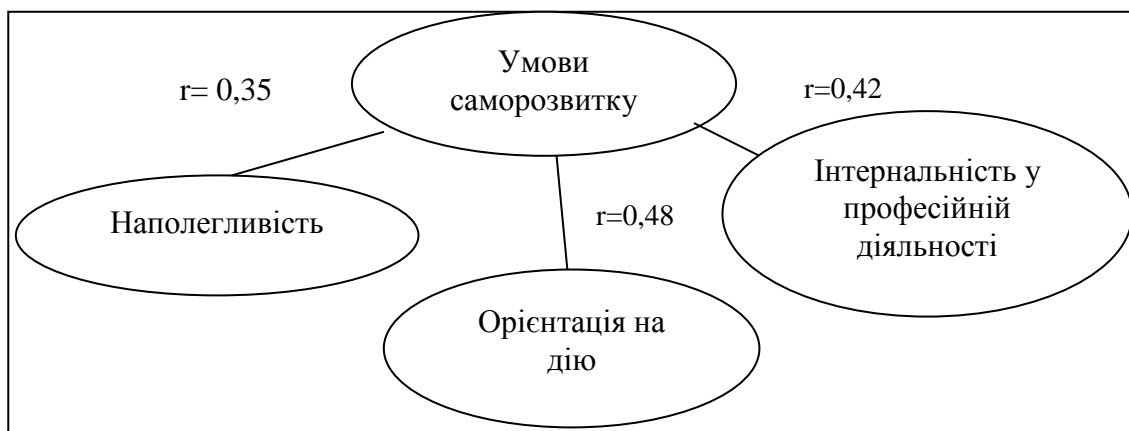 Умови
саморозвитку
r= 0,35
r=0,42
Наполегливість
r=0,48
Інтернальність у
професійній
діяльності
Орієнтація на
дію